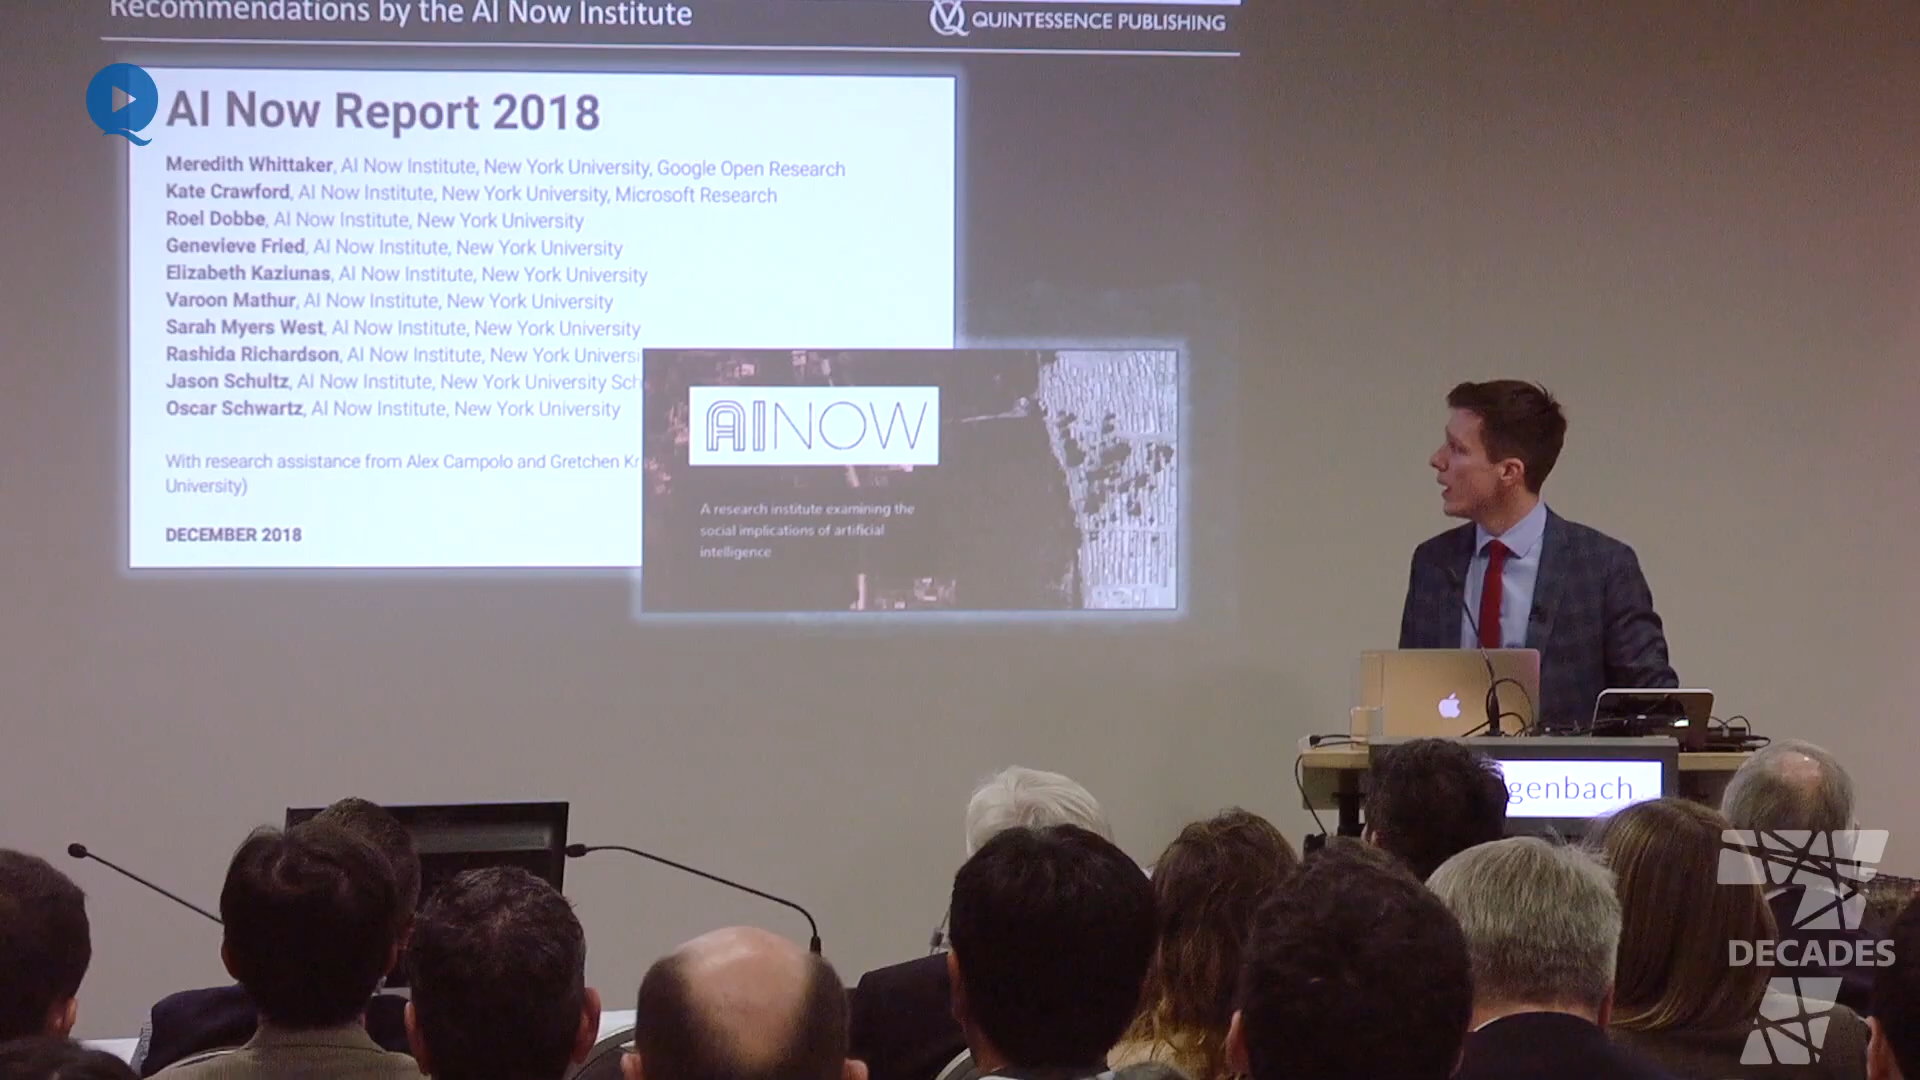 Recommendations by the AI Now Institute
QUINTESSENCE PUBLISHING
AI Now Report 2018
Meredith Whittaker, AI Now Institute, New York University, Google Open Research
Kate Crawford, AI Now Institute, New York University, Microsoft Research
Roel Dobbe, AI Now Institute, New York University
Genevieve Fried, AI Now Institute, New York University
Elizabeth Kaziunas, AI Now Institute, New York University
Varoon Mathur, AI Now Institute, New York University
Sarah Myers West, AI Now Institute, New York University
Rashida Richardson, AI Now Institute, New York Universi
Jason Schultz, AI Now Institute, New York University Sch
Oscar Schwartz, AI Now Institute, New York University
With research assistance from Alex Campolo and Gretchen Kr
University)
DECEMBER 2018
AINOW
A research institute examining the
social implications of artificial
intelligence
genbach
7
DECADES